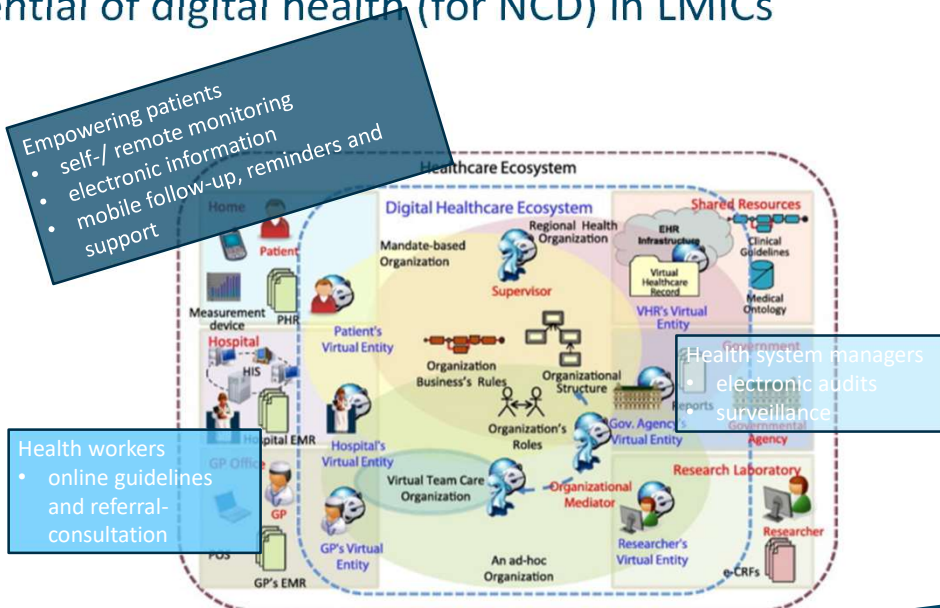 ential of digital health (for NCD) in LMICs
Empowering patients
• self-/ remote monitoring
• electronic information
• mobile follow-up, reminders and
support
Healthcare Ecosystem
Home
Patient
Measurement
device
PHR
Digital Healthcare Ecosystem
Mandate-based
Organization
Regional Health
Organization
Supervisor
Shared Resources
EHR
Infrastructure
Virtual
Healthcare
Record
Clinical
Guidelines
Medical
Ontology
VHR's Virtual
Entity
Patient's
Virtual Entity
Organization
Business's Rules
Organizational
Structure
Organization's
Roles
Hospital
HIS
Hospital EMR
Hospital's
Virtual Entity
Health system managers
• electronic audits
• surveillance
Government
Reports
Governmental
Agency
Gov. Agency's
Virtual Entity
Health workers
• online guidelines
and referral-
consultation
GP Office
GP
POS
GP's EMR
GP's Virtual
Entity
Virtual Team Care
Organization
Organizational
Mediator
An ad-hoc
Organization
Research Laboratory
Researcher
Researcher's
Virtual Entity
e-CRFs